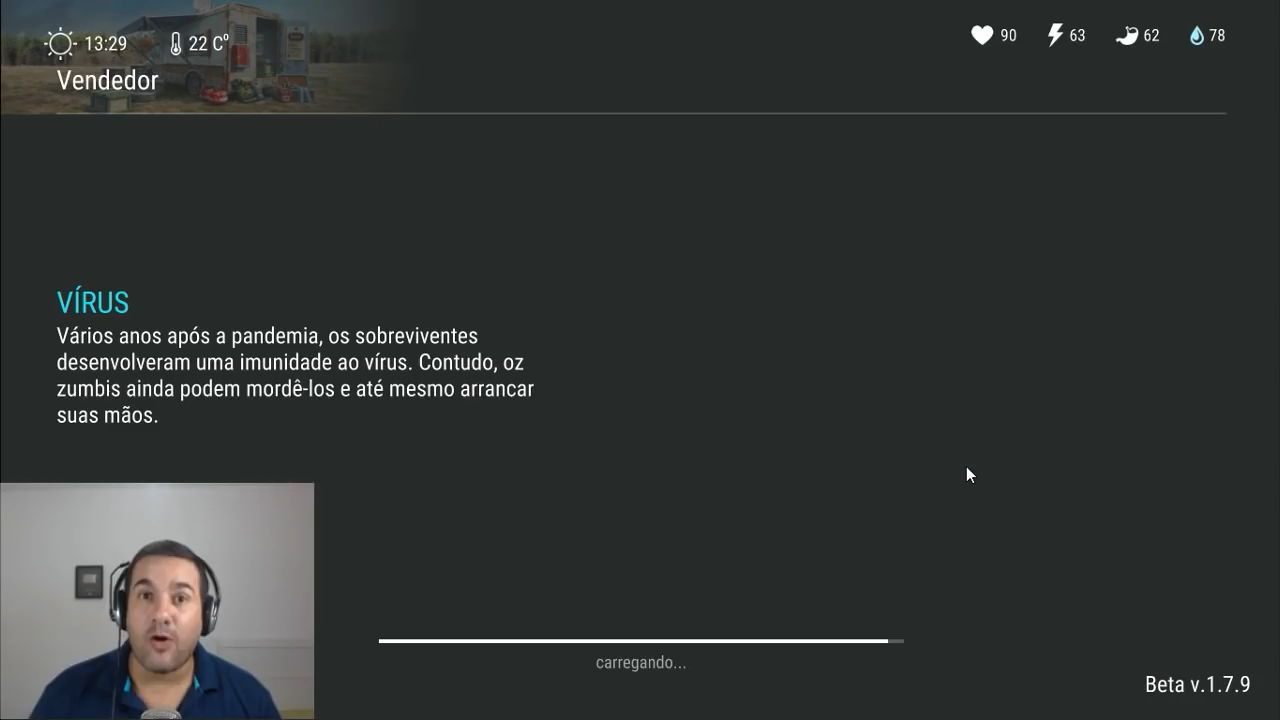 13:29 22 Cº 90 63 62 78
Vendedor
VÍRUS
Vários anos após a pandemia, os sobreviventes
desenvolveram uma imunidade ao vírus. Contudo, oz
zumbis ainda podem mordê-los e até mesmo arrancar
suas mãos.
carregando...
Beta v.1.7.9